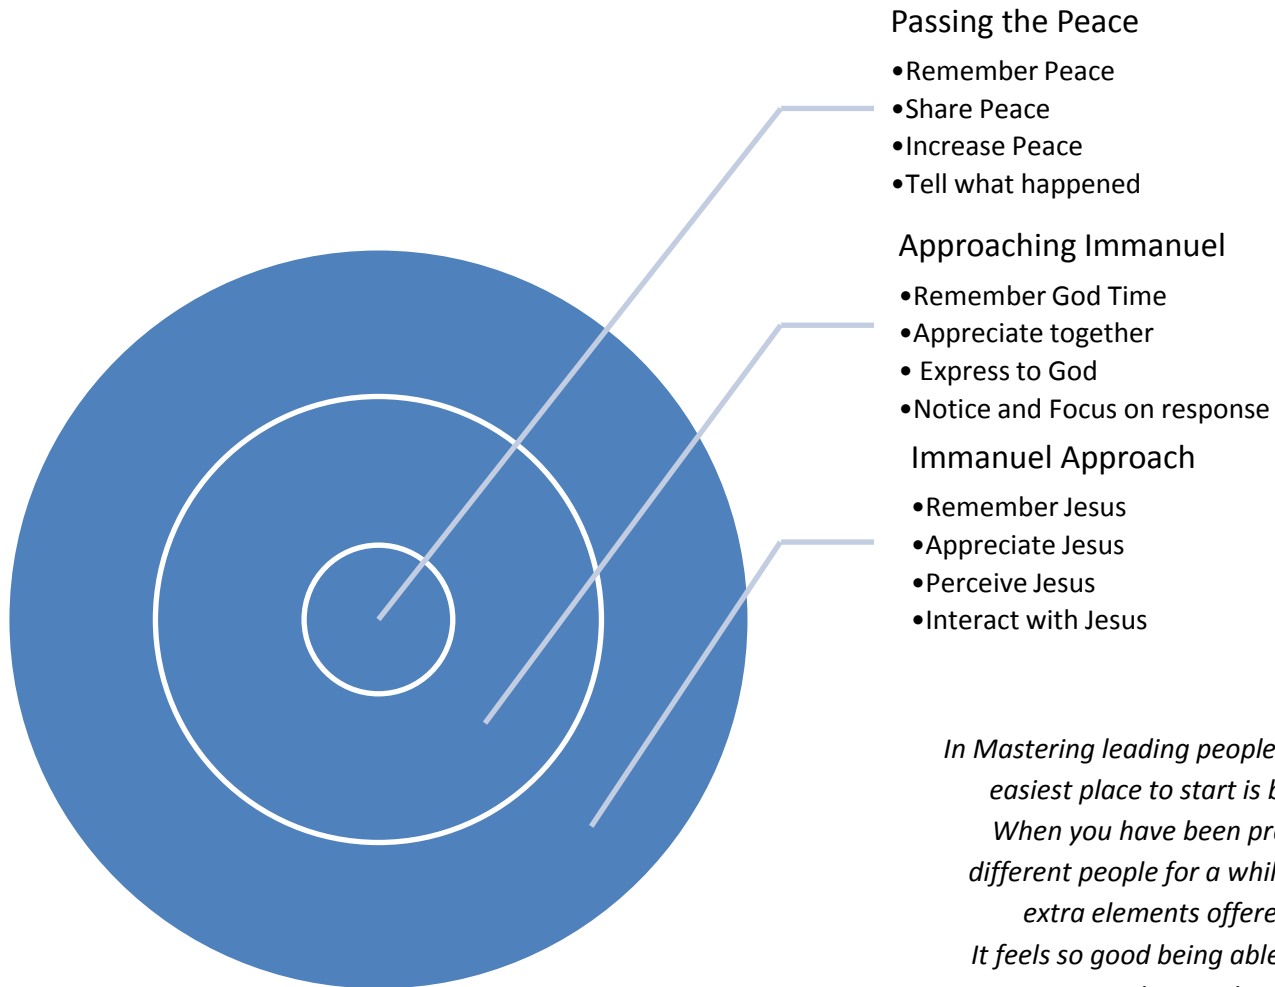 Passing the Peace
•Remember Peace
•Share Peace
•Increase Peace
•Tell what happened
Approaching Immanuel
•Remember God Time
•Appreciate together
• Express to God
•Notice and Focus on response
Immanuel Approach
•Remember Jesus
•Appreciate Jesus
•Perceive Jesus
•Interact with Jesus
In Mastering leading people
easiest place to start is
When you have been
different people for a
extra elements
It feels so good being able